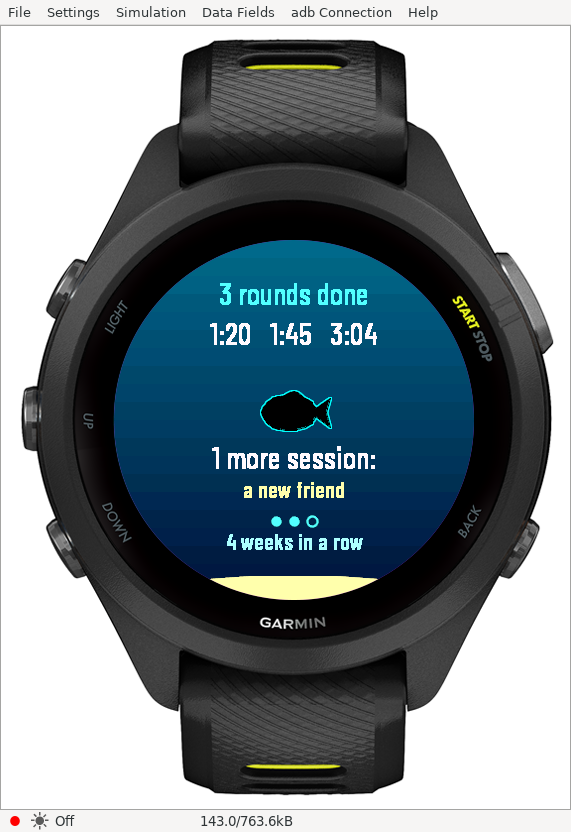 File Settings Simulation Data Fields adb Connection Help
3 rounds done
1:20 1:45 3:04
LIGHT
START STOP
UP
1 more session:
a new friend
DOWN
BACK
4 weeks in a row
GARMIN
Off 143.0/763.6kB